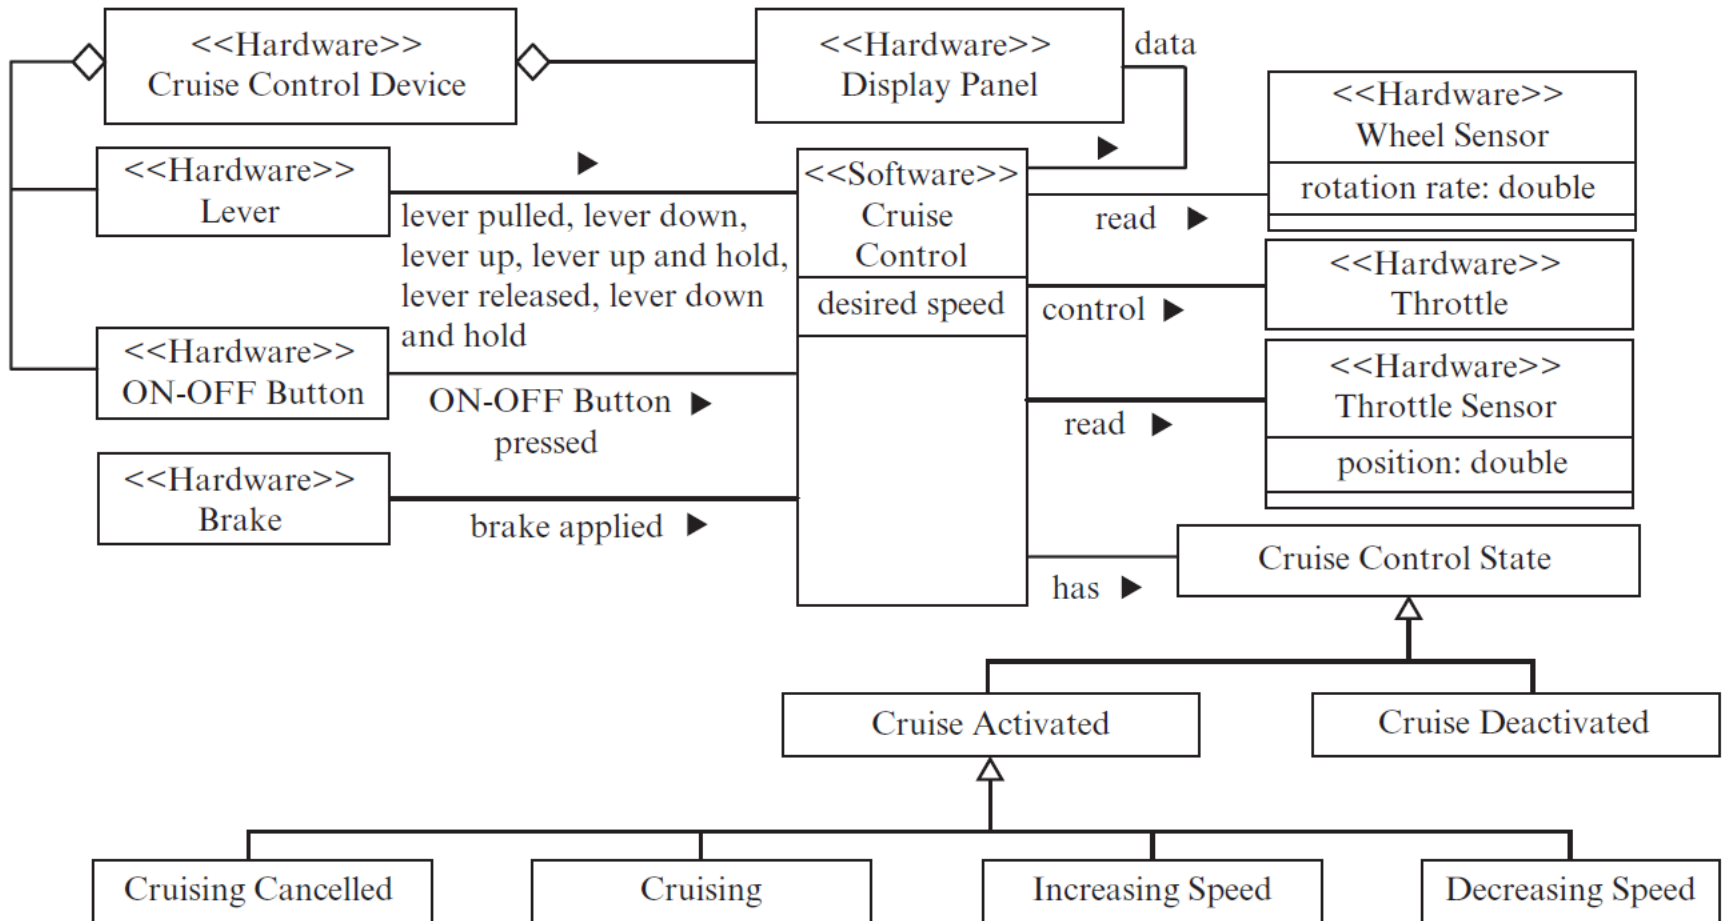 <<Hardware>>
Cruise Control Device
<<Hardware>>
Display Panel
data
<<Hardware>>
Wheel Sensor
rotation rate: double
<<Hardware>>
Lever
lever pulled, lever down,
lever up, lever up and hold,
lever released, lever down
and hold
<<Software>>
Cruise
Control
desired speed
read
<<Hardware>>
Throttle
control
<<Hardware>>
ON-OFF Button
ON-OFF Button
pressed
<<Hardware>>
Throttle Sensor
position: double
read
<<Hardware>>
Brake
brake applied
Cruise Control State
has
Cruise Activated
Cruise Deactivated
Cruising Cancelled
Cruising
Increasing Speed
Decreasing Speed